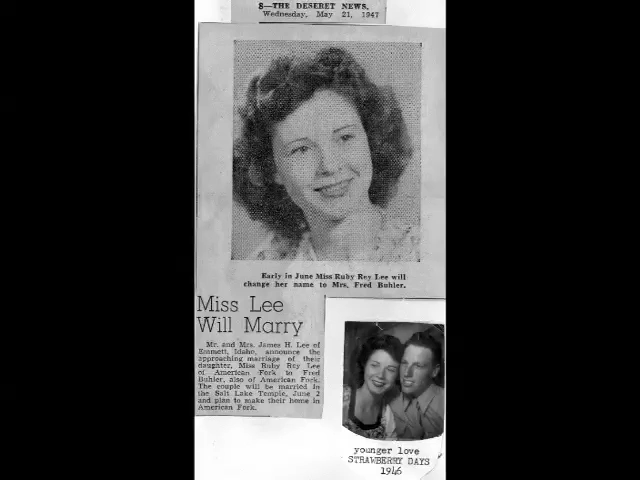 8—THE DESERET NEWS,
Wednesday, May 21, 1947
Early in June Miss Ruby Rey Lee will
change her name to Mrs. Fred Buhler.
Miss Lee
Will Marry
Mr. and Mrs. James H. Lee of
Emmett, Idaho, announce the
approaching marriage of their
daughter, Miss Ruby Rey Lee
of American Fork to Fred
Buhler, also of American Fork.
The couple will be married in
the Salt Lake Temple, June 2
and plan to make their home in
American Fork.
younger love
STRAWBERRY DAYS
1946